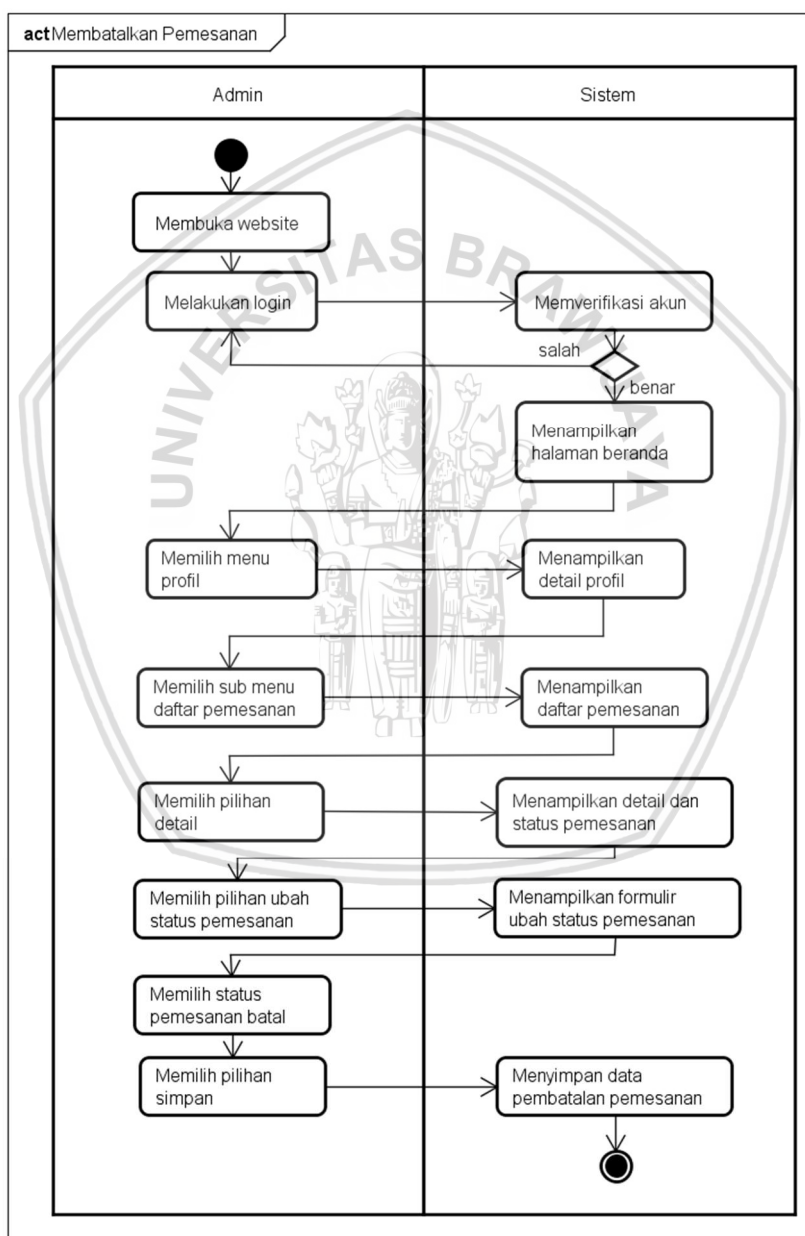 act Membatalkan Pemesanan
Admin
Sistem
Membuka website
Melakukan login
Memverifikasi akun
salah
benar
Menampilkan
halaman beranda
Memilih menu
profil
Menampilkan
detail profil
Memilih sub menu
daftar pemesanan
Menampilkan
daftar pemesanan
Memilih pilihan
detail
Menampilkan detail dan
status pemesanan
Memilih pilihan ubah
status pemesanan
Menampilkan formulir
ubah status pemesanan
Memilih status
pemesanan batal
Memilih pilihan
simpan
Menyimpan data
pembatalan pemesanan
UNIVERSITAS BRAWIJAYA